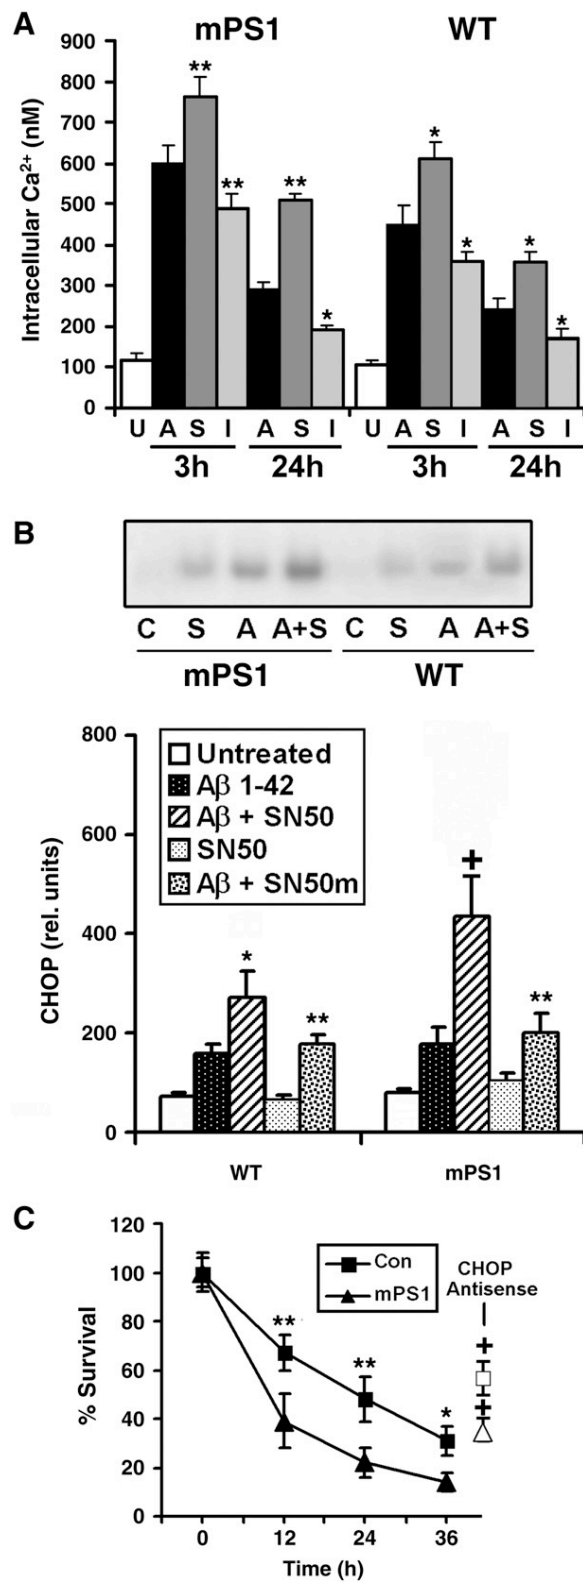 A
mPS1 WT
900
800
700
600
500
400
300
200
100
0
Intracellular Ca²⁺ (nM)
** ** ** * * * * *
U A S I A S I U A S I A S I
3h 24h 3h 24h
B
C S A A+S C S A A+S
mPS1 WT
800
600
400
200
0
CHOP (rel. units)
Untreated
Aβ 1-42
Aβ + SN50
SN50
Aβ + SN50m
* ** + **
WT mPS1
C
120
100
80
60
40
20
0
% Survival
Con
mPS1
CHOP
Antisense
** ** * + +
0 12 24 36
Time (h)